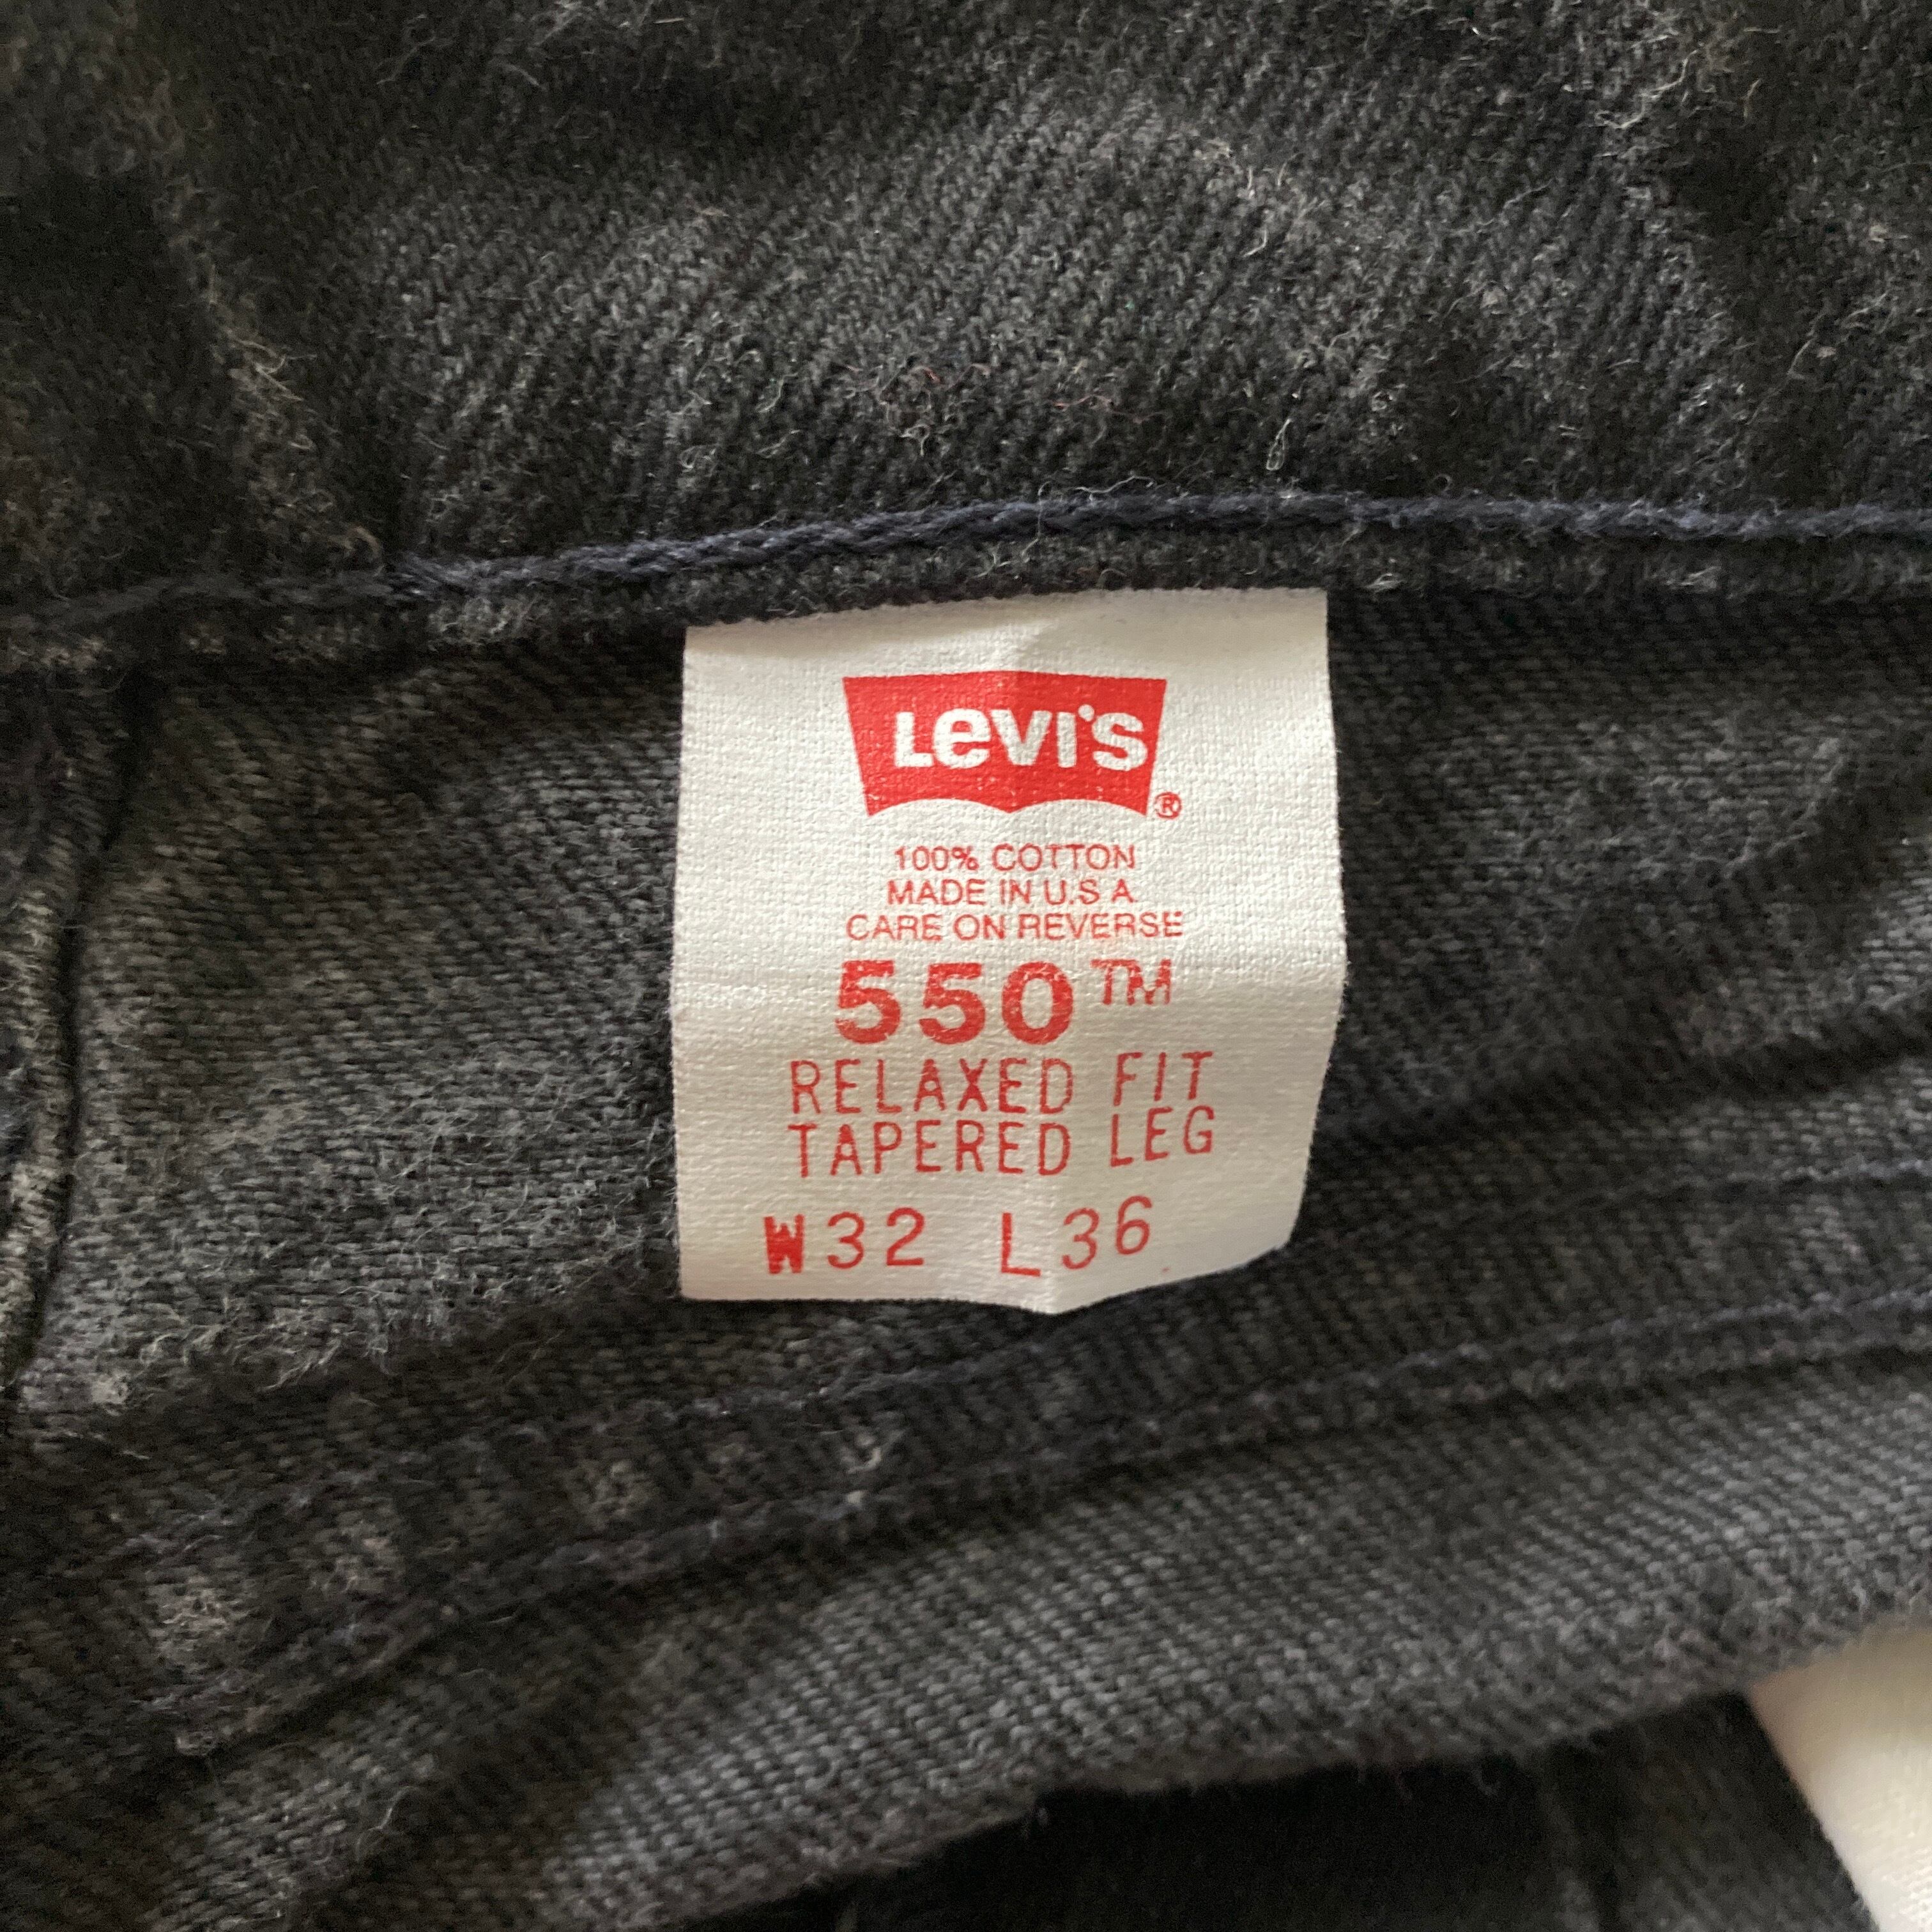 Levi's ®
100% COTTON
MADE IN U.S A
CARE ON REVERSE
550™
RELAXED FIT
TAPERED LEG
W32 L36